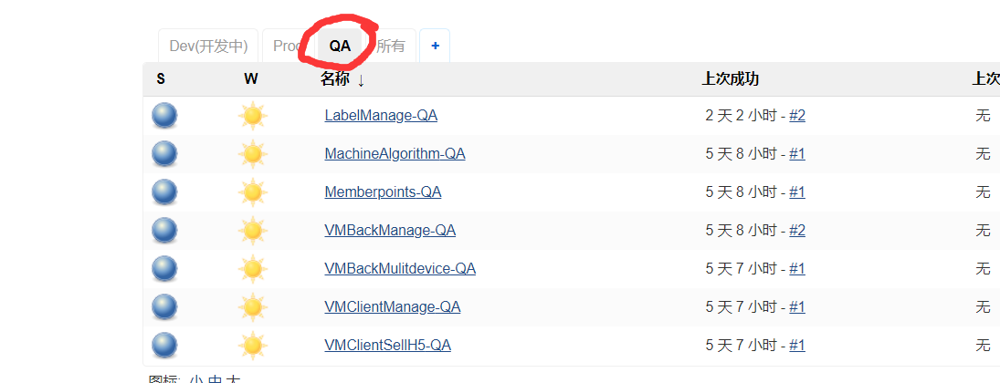 Dev(开发中) Prod QA 所有 +
S W 名称 ↓ 上次成功 上次
LabelManage-QA 2 天 2 小时 - #2 无
MachineAlgorithm-QA 5 天 8 小时 - #1 无
Memberpoints-QA 5 天 8 小时 - #1 无
VMBackManage-QA 5 天 8 小时 - #2 无
VMBackMulitdevice-QA 5 天 7 小时 - #1 无
VMClientManage-QA 5 天 7 小时 - #1 无
VMClientSellH5-QA 5 天 7 小时 - #1 无
图标: 小 中 大